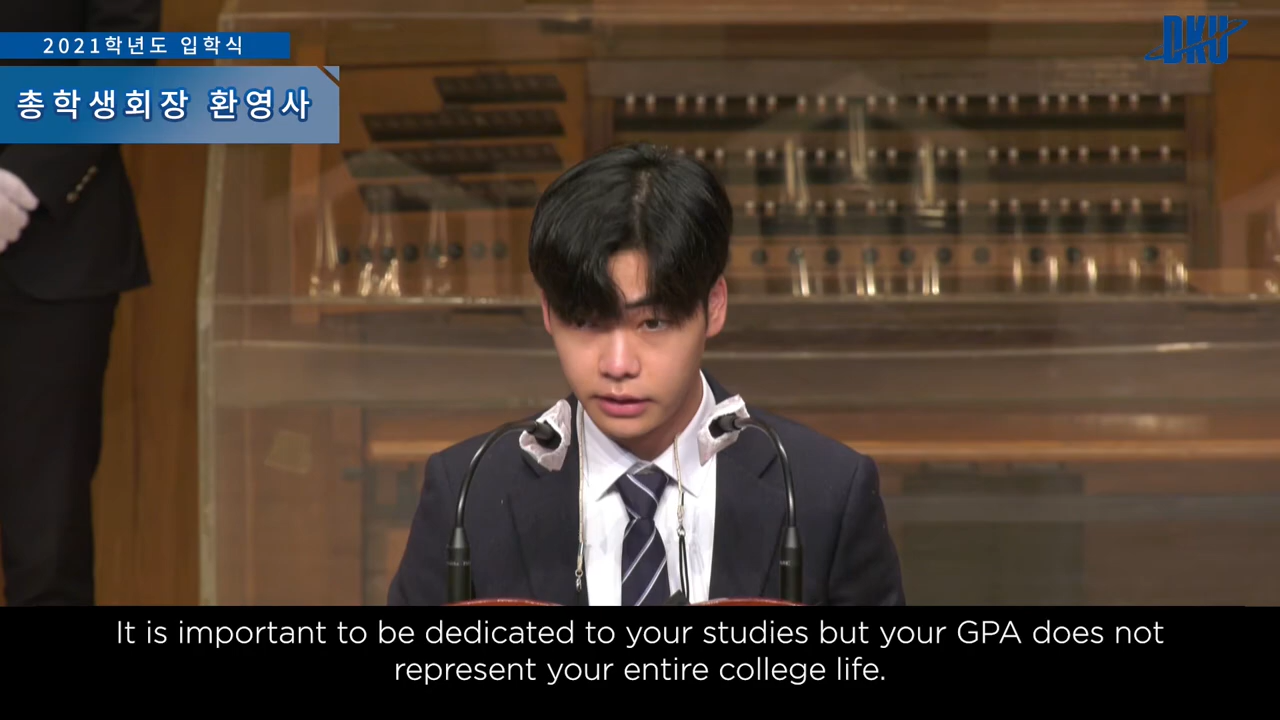 2021학년도 입학식
총학생회장 환영사
DKU
It is important to be dedicated to your studies but your GPA does not
represent your entire college life.